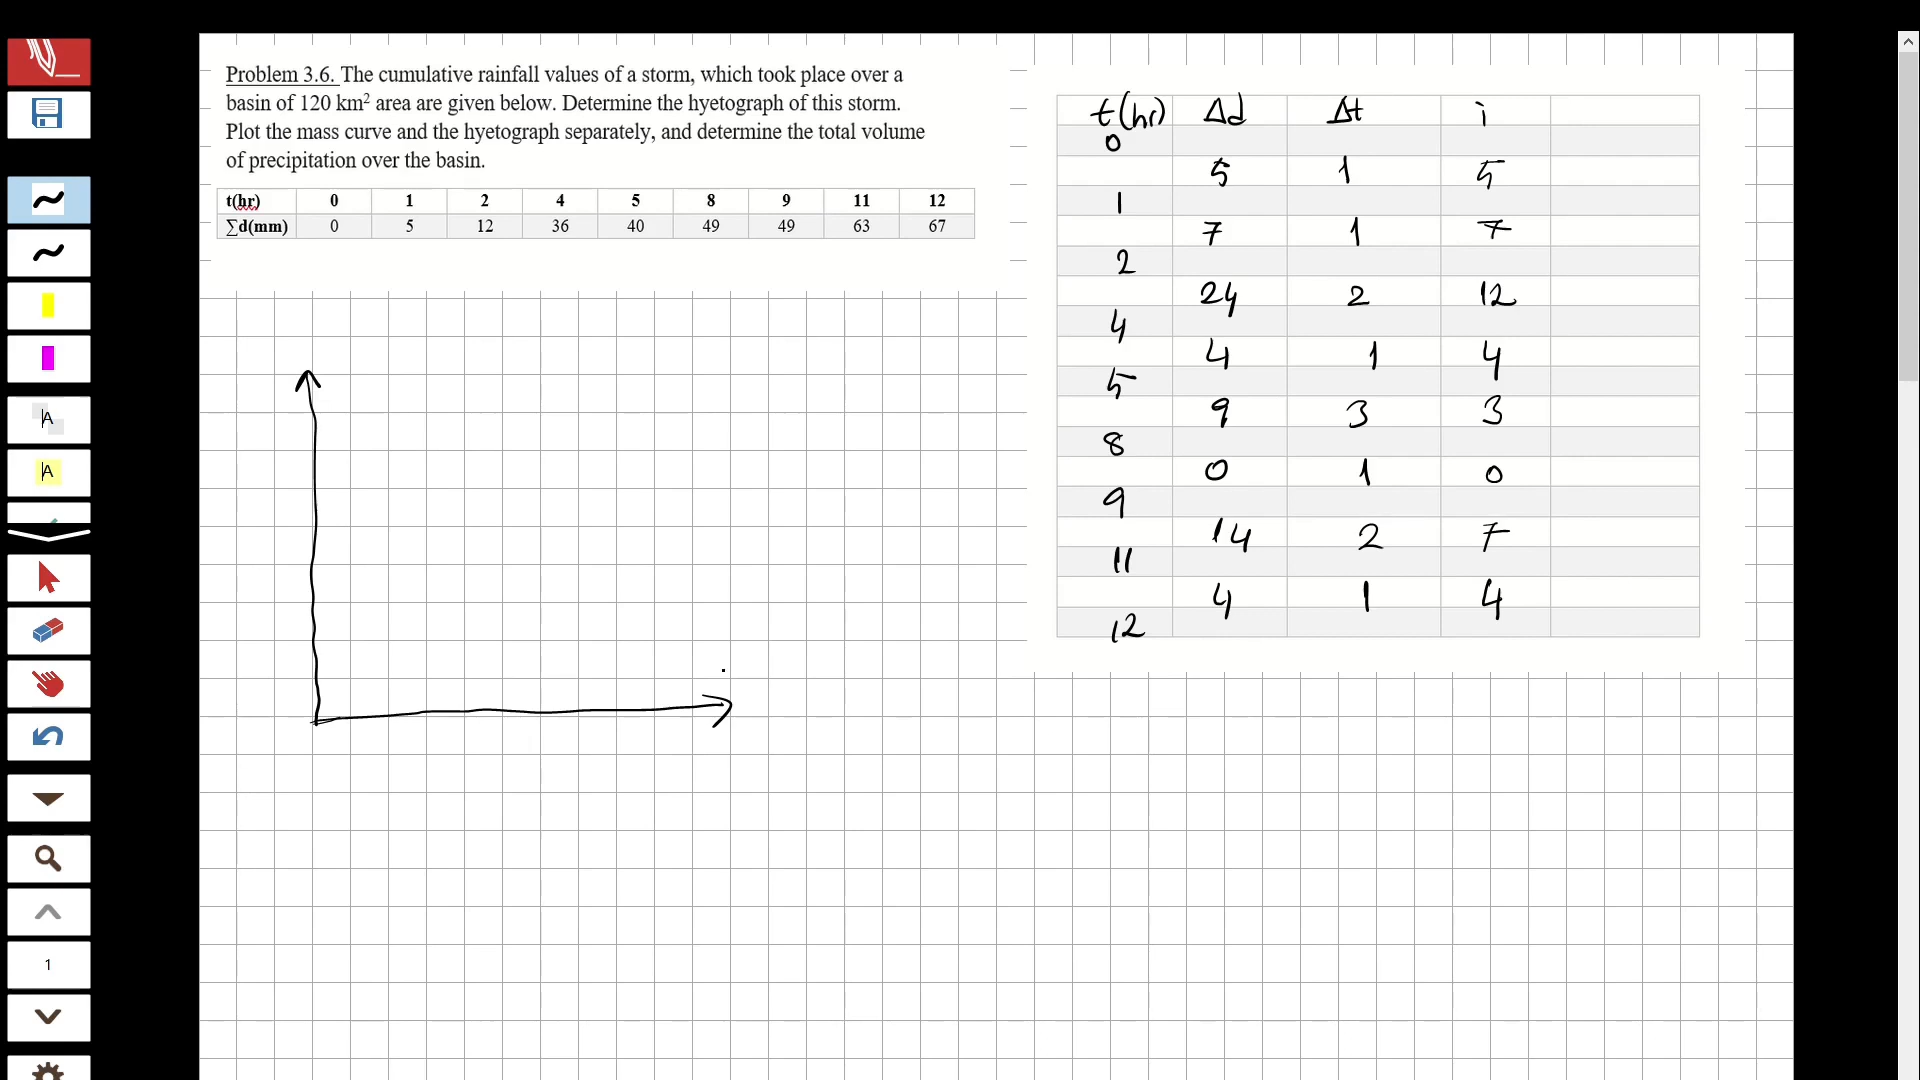 Problem 3.6. The cumulative rainfall values of a storm, which took place over a
basin of 120 km² area are given below. Determine the hyetograph of this storm.
Plot the mass curve and the hyetograph separately, and determine the total volume
of precipitation over the basin.
t(hr) 0 1 2 4 5 8 9 11 12
∑d(mm) 0 5 12 36 40 49 49 63 67
t(hr) Δd Δt i
0
5 1 5
1
7 1 7
2
24 2 12
4
4 1 4
5
9 3 3
8
0 1 0
9
14 2 7
11
4 1 4
12
A
A
1